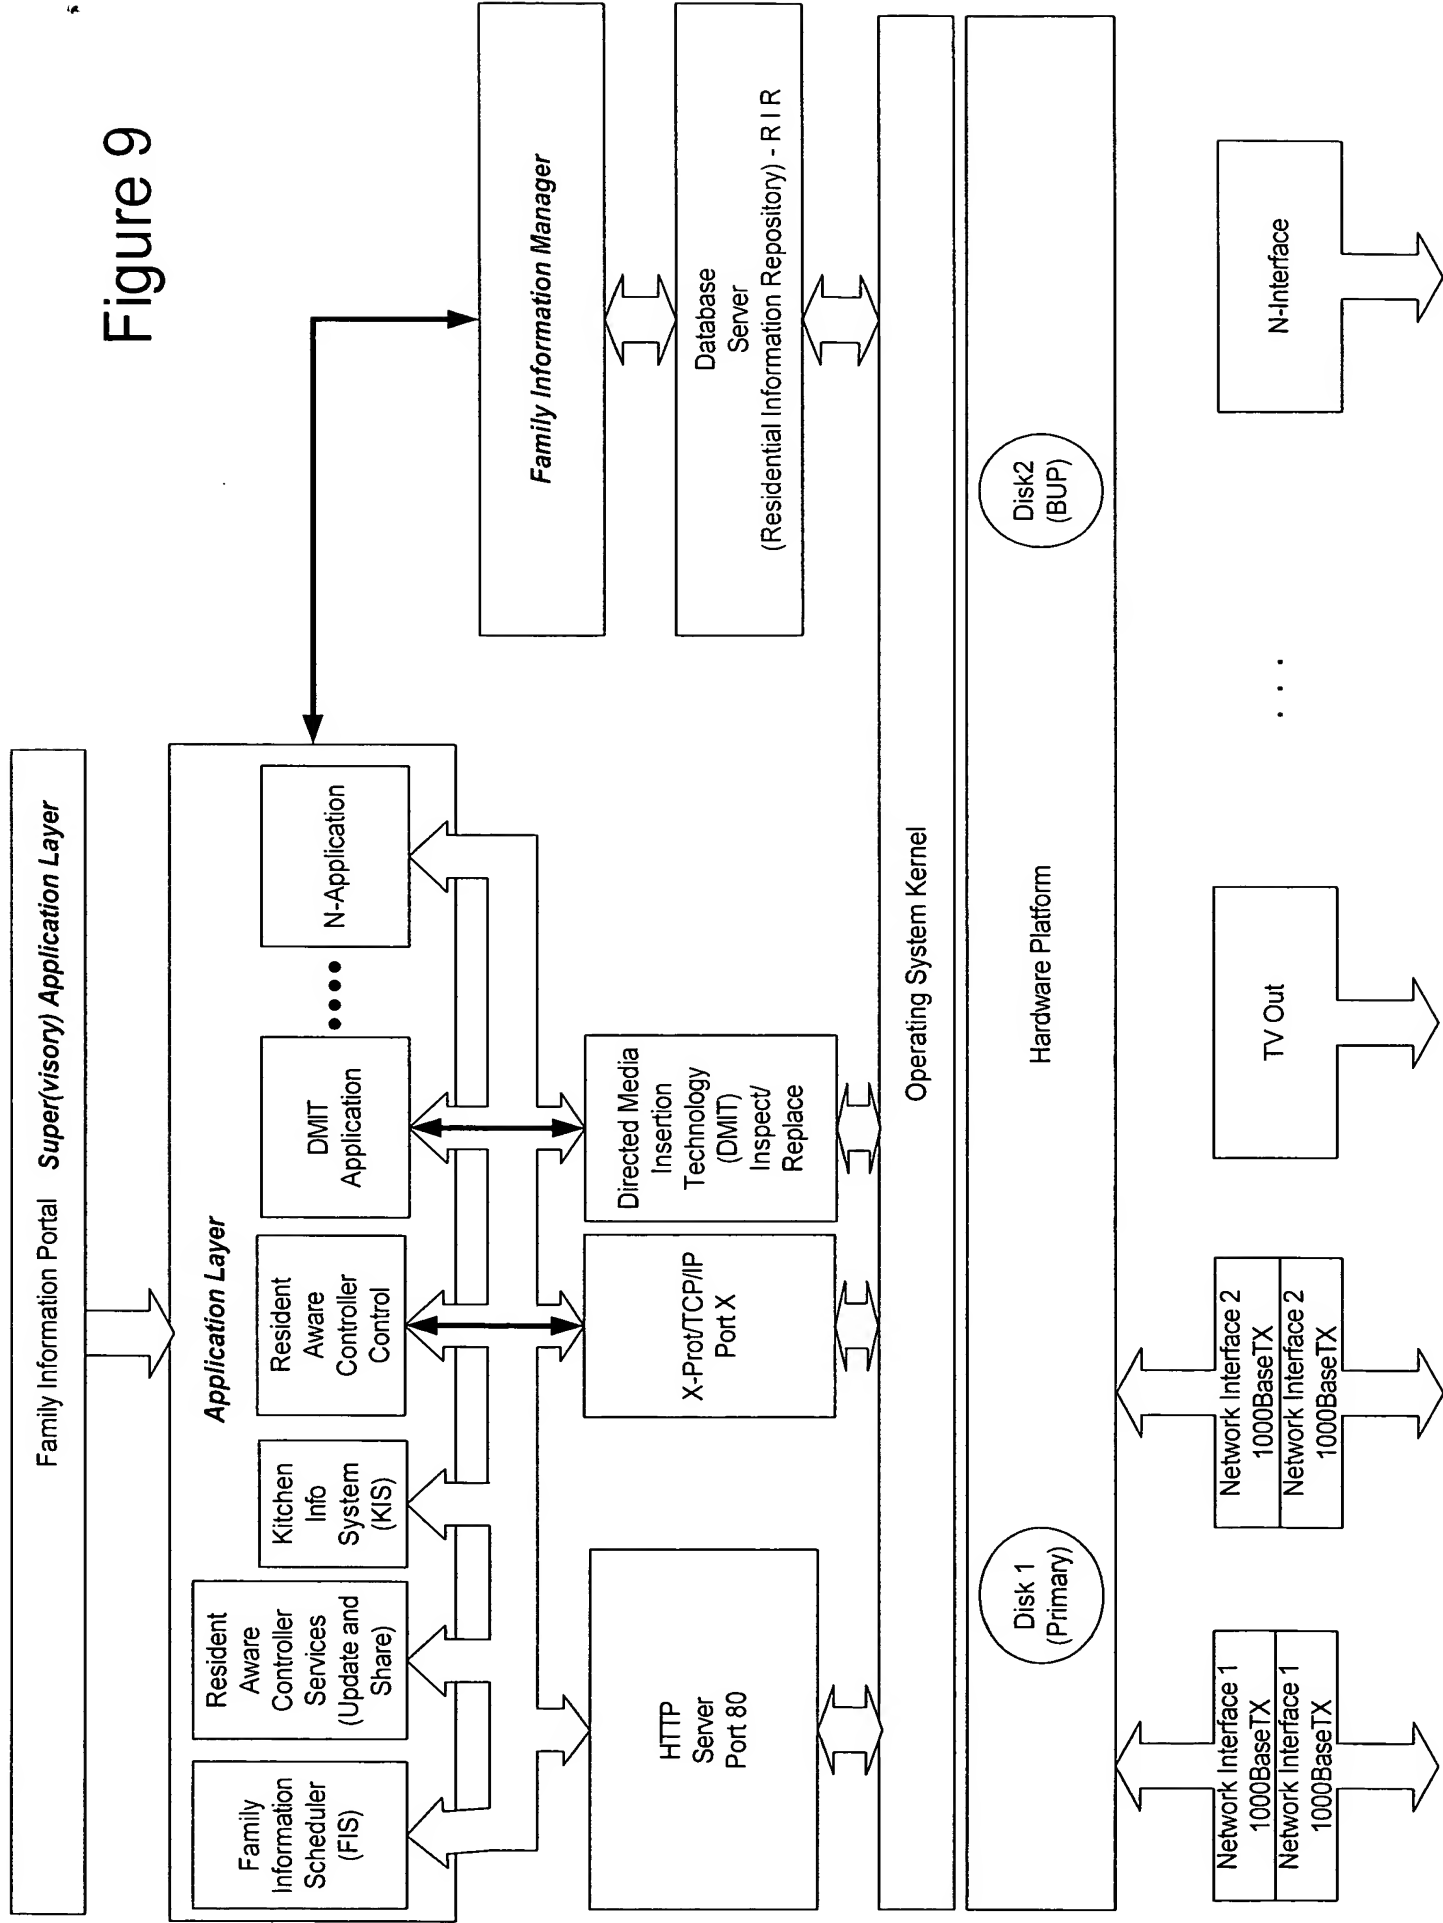 Figure 9
Family Information Portal Super(visory) Application Layer
Application Layer
Family
Information
Scheduler
(FIS)
Resident
Aware
Controller
Services
(Update and
Share)
Kitchen
Info
System
(KIS)
Resident
Aware
Controller
Control
DMIT
Application
N-Application
Family Information Manager
HTTP
Server
Port 80
X-Prot/TCP/IP
Port X
Directed Media
Insertion
Technology
(DMIT)
Inspect/
Replace
Database
Server
(Residential Information Repository) - R I R
Operating System Kernel
Disk 1
(Primary)
Hardware Platform
Disk2
(BUP)
Network Interface 1
1000BaseTX
Network Interface 1
1000BaseTX
Network Interface 2
1000BaseTX
Network Interface 2
1000BaseTX
TV Out
. . .
N-Interface